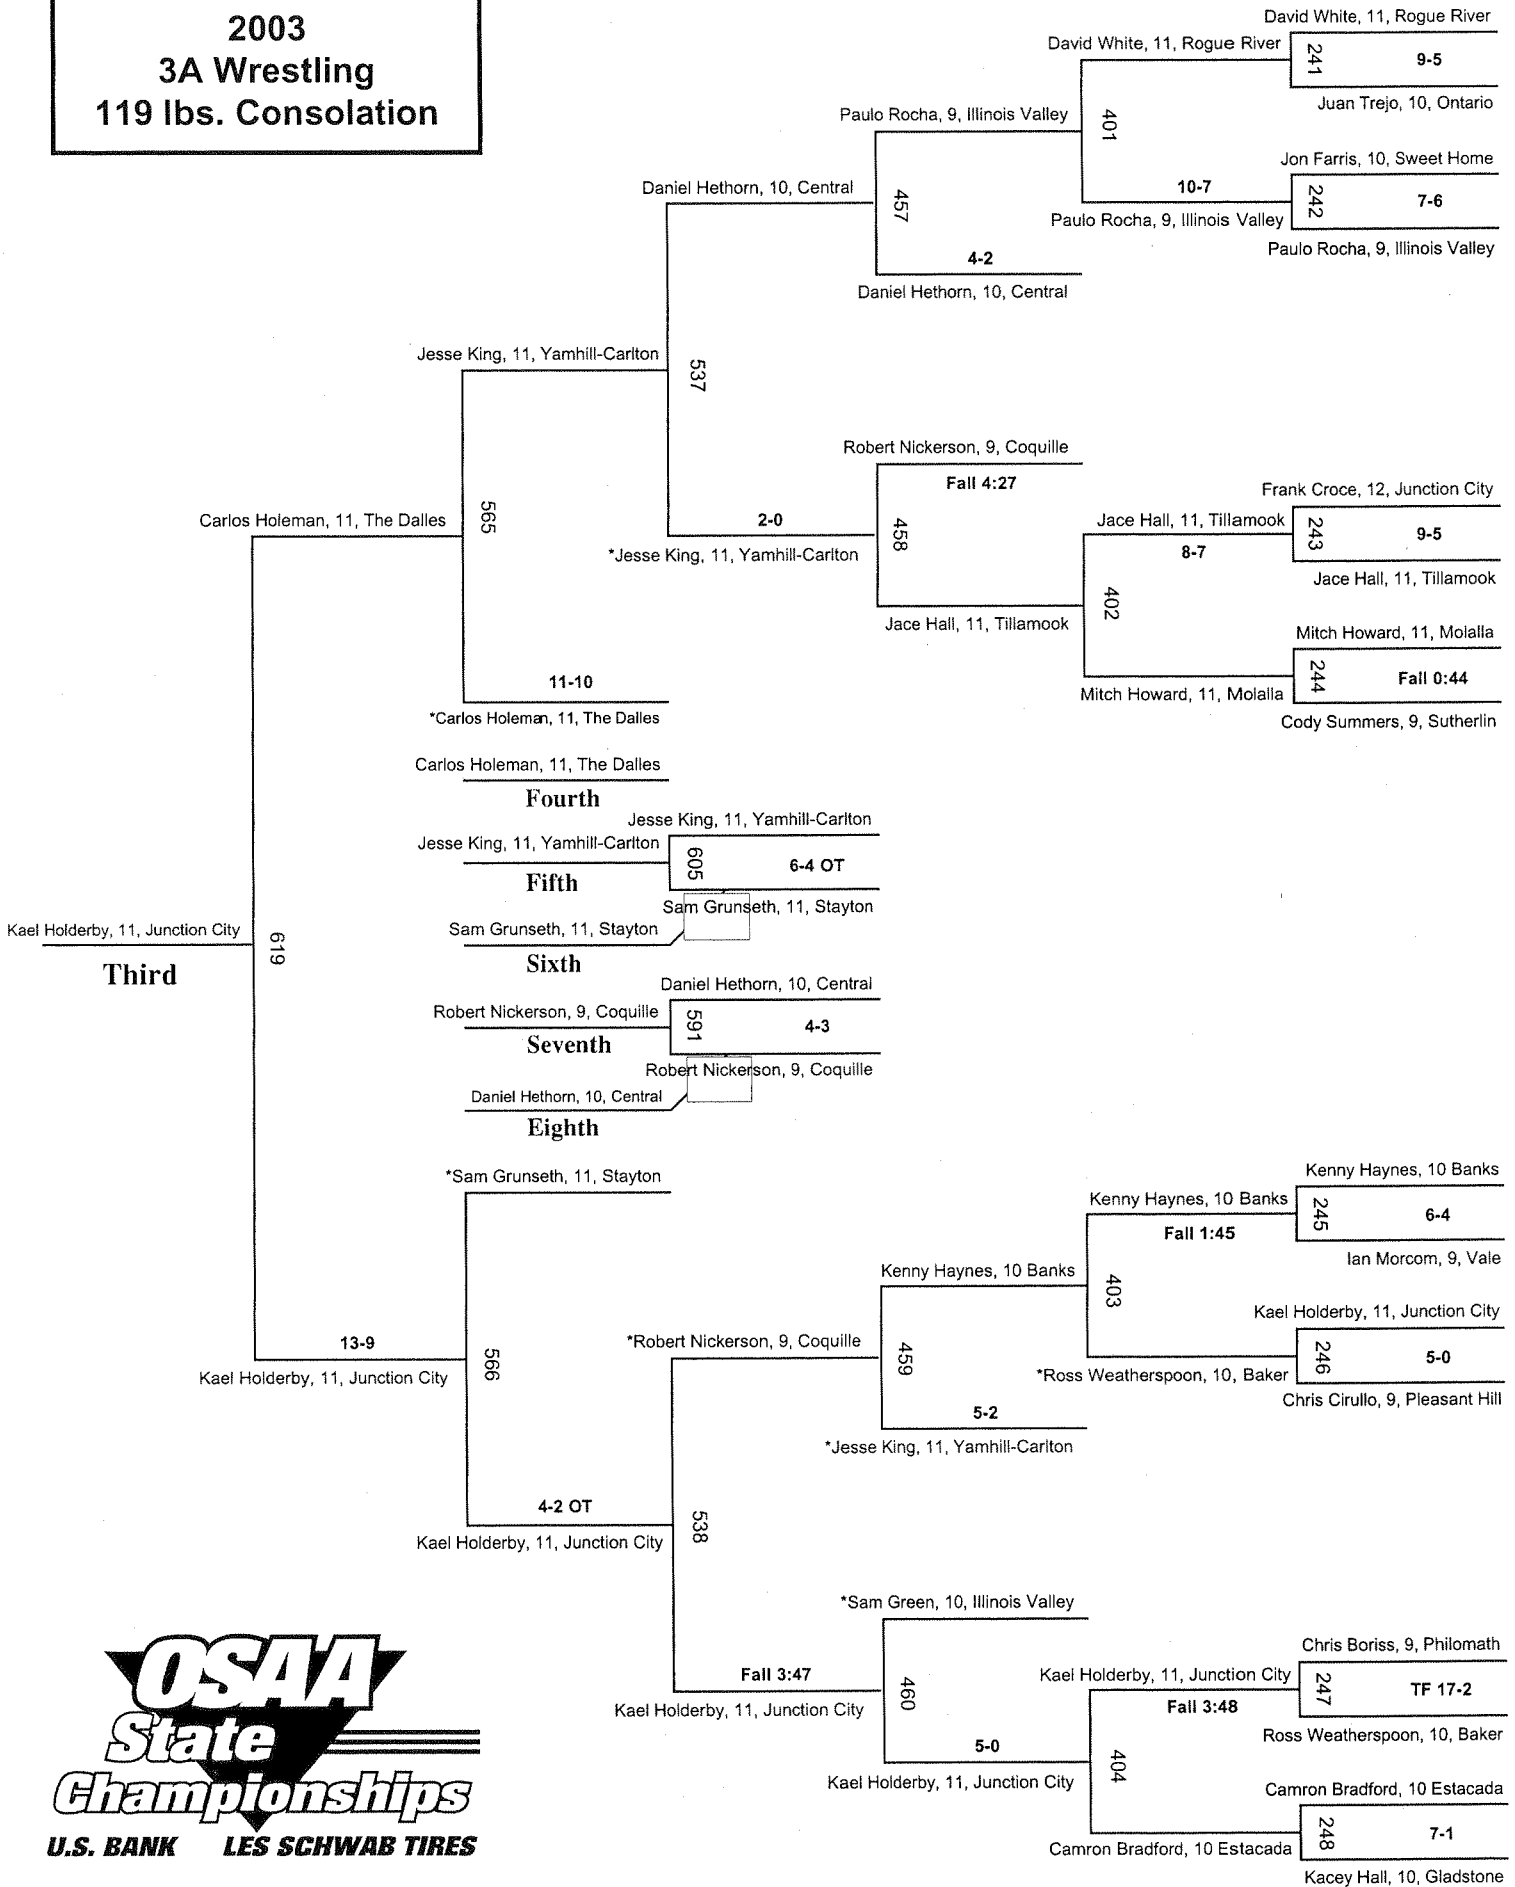 2003
3A Wrestling
119 lbs. Consolation
David White, 11, Rogue River
241
9-5
Juan Trejo, 10, Ontario
David White, 11, Rogue River
Jon Farris, 10, Sweet Home
242
7-6
Paulo Rocha, 9, Illinois Valley
Paulo Rocha, 9, Illinois Valley
401
10-7
Paulo Rocha, 9, Illinois Valley
Daniel Hethorn, 10, Central
457
4-2
Daniel Hethorn, 10, Central
Jesse King, 11, Yamhill-Carlton
537
Robert Nickerson, 9, Coquille
Fall 4:27
458
2-0
*Jesse King, 11, Yamhill-Carlton
Frank Croce, 12, Junction City
243
9-5
Jace Hall, 11, Tillamook
Jace Hall, 11, Tillamook
8-7
402
Jace Hall, 11, Tillamook
Mitch Howard, 11, Molalla
244
Fall 0:44
Cody Summers, 9, Sutherlin
Mitch Howard, 11, Molalla
Carlos Holeman, 11, The Dalles
565
11-10
*Carlos Holeman, 11, The Dalles
Carlos Holeman, 11, The Dalles
Fourth
Jesse King, 11, Yamhill-Carlton
Jesse King, 11, Yamhill-Carlton
605
6-4 OT
Fifth
Sam Grunseth, 11, Stayton
Sam Grunseth, 11, Stayton
Sixth
Kael Holderby, 11, Junction City
619
Third
Daniel Hethorn, 10, Central
Robert Nickerson, 9, Coquille
591
4-3
Seventh
Robert Nickerson, 9, Coquille
Daniel Hethorn, 10, Central
Eighth
*Sam Grunseth, 11, Stayton
566
13-9
Kael Holderby, 11, Junction City
Kenny Haynes, 10 Banks
245
6-4
Ian Morcom, 9, Vale
Kenny Haynes, 10 Banks
Fall 1:45
403
Kenny Haynes, 10 Banks
Kael Holderby, 11, Junction City
246
5-0
Chris Cirullo, 9, Pleasant Hill
*Ross Weatherspoon, 10, Baker
*Robert Nickerson, 9, Coquille
459
5-2
*Jesse King, 11, Yamhill-Carlton
4-2 OT
Kael Holderby, 11, Junction City
538
*Sam Green, 10, Illinois Valley
Fall 3:47
Kael Holderby, 11, Junction City
460
5-0
Kael Holderby, 11, Junction City
Chris Boriss, 9, Philomath
247
TF 17-2
Ross Weatherspoon, 10, Baker
Kael Holderby, 11, Junction City
Fall 3:48
404
Camron Bradford, 10 Estacada
248
7-1
Kacey Hall, 10, Gladstone
Camron Bradford, 10 Estacada
OSAA
State
Championships
U.S. BANK LES SCHWAB TIRES